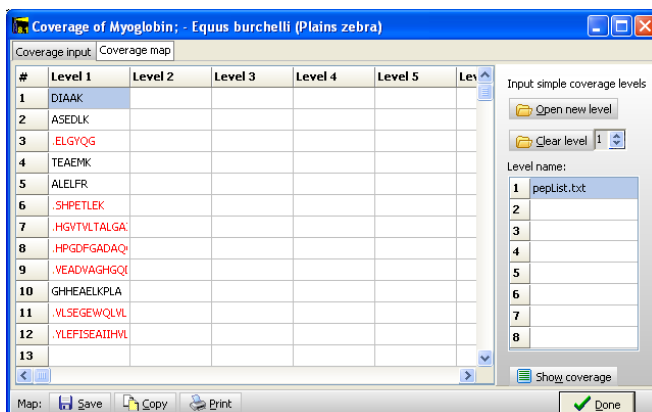 Coverage of Myoglobin; - Equus burchelli (Plains zebra)
Coverage input Coverage map
# Level 1 Level 2 Level 3 Level 4 Level 5 Lev
1 DIAAK
2 ASEDLK
3 .ELGYQG
4 TEAEMK
5 ALELFR
6 .SHPETLEK
7 .HGVTVLTALGA
8 .HPGDFGADAQ
9 .VEADVAGHGQD
10 GHHEAELKPLA
11 .VLSEGEWQLVL
12 .YLEFISEAIIHVL
13
Input simple coverage levels
Open new level
Clear level 1
Level name:
1 pepList.txt
2
3
4
5
6
7
8
Show coverage
Map: Save Copy Print
Done